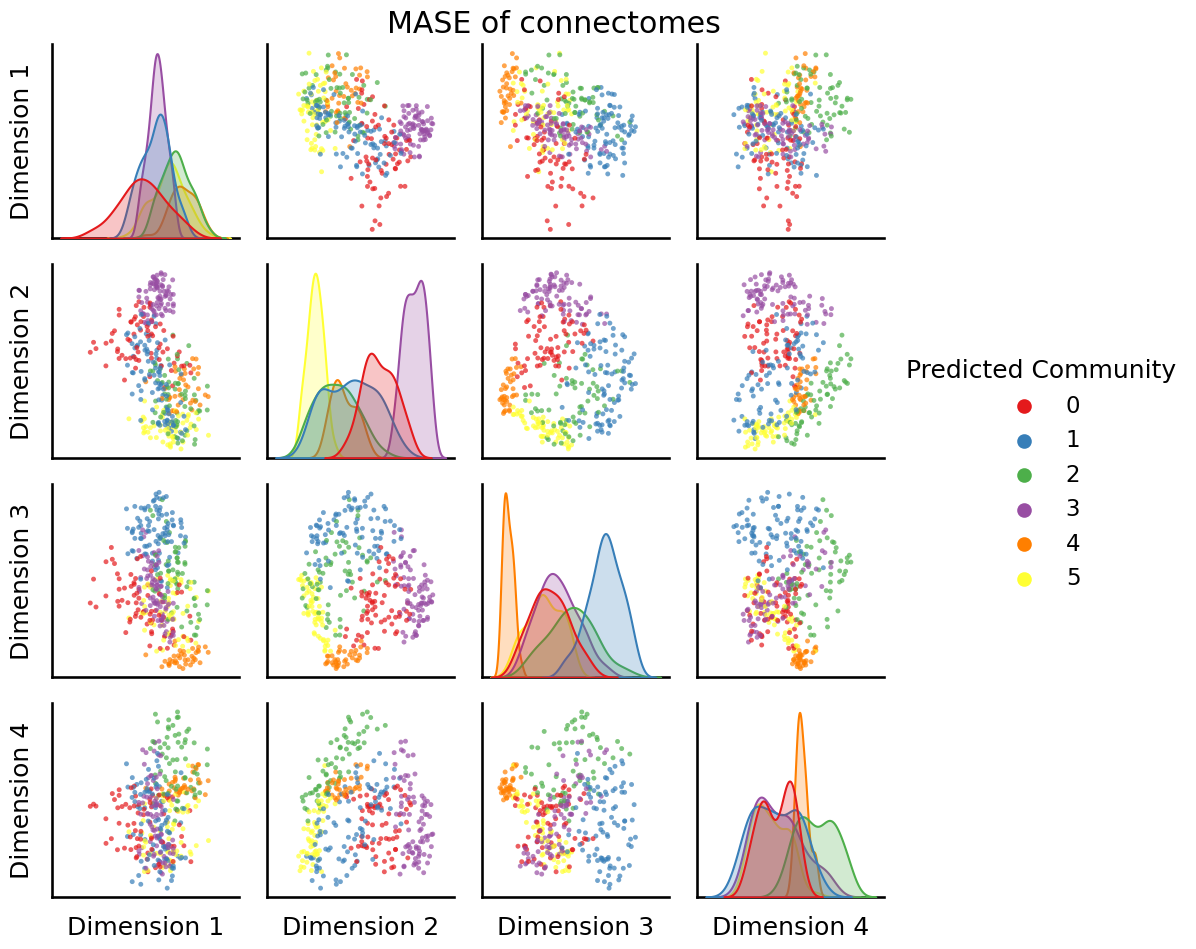 MASE of connectomes
Dimension 1
Dimension 2
Dimension 3
Dimension 4
Predicted Community
0
1
2
3
4
5
Dimension 1
Dimension 2
Dimension 3
Dimension 4